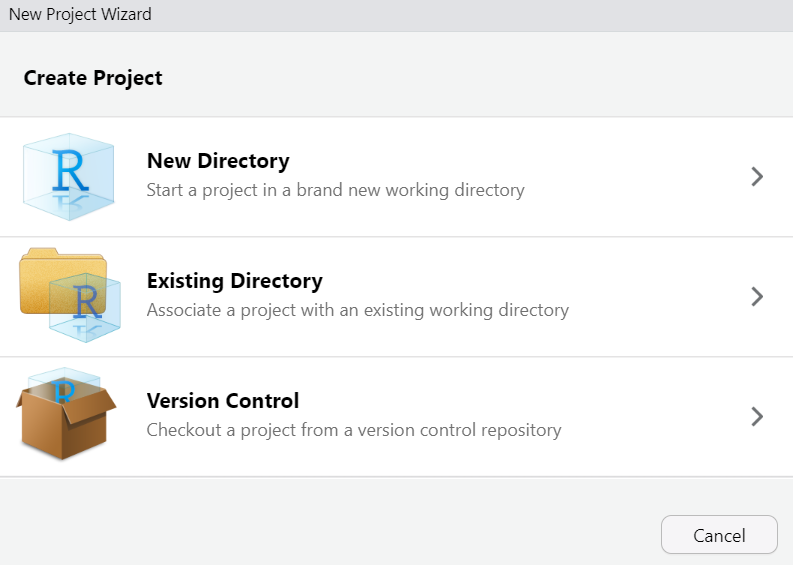 New Project Wizard
Create Project
R
New Directory
Start a project in a brand new working directory
R
Existing Directory
Associate a project with an existing working directory
R
Version Control
Checkout a project from a version control repository
Cancel